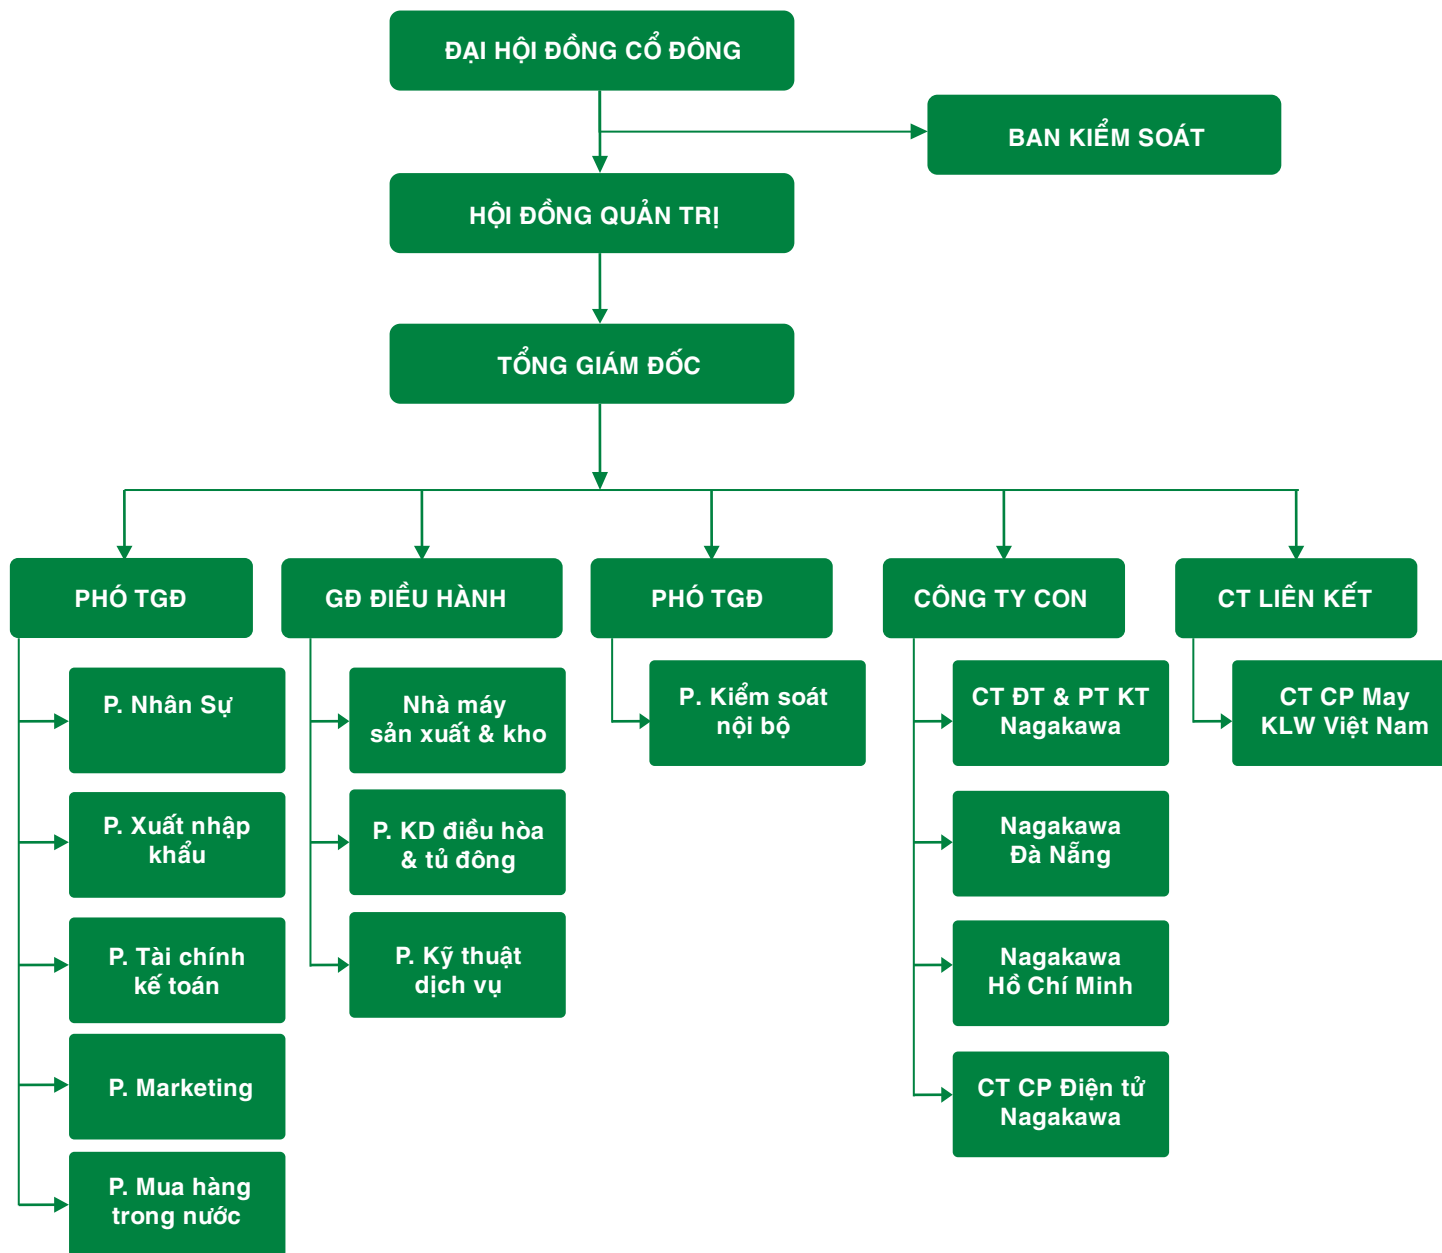 ĐẠI HỘI ĐỒNG CỔ ĐÔNG
BAN KIỂM SOÁT
HỘI ĐỒNG QUẢN TRỊ
TỔNG GIÁM ĐỐC
PHÓ TGĐ
GĐ ĐIỀU HÀNH
PHÓ TGĐ
CÔNG TY CON
CT LIÊN KẾT
P. Nhân Sự
P. Xuất nhập
khẩu
P. Tài chính
kế toán
P. Marketing
P. Mua hàng
trong nước
Nhà máy
sản xuất & kho
P. KD điều hòa
& tủ đông
P. Kỹ thuật
dịch vụ
P. Kiểm soát
nội bộ
CT ĐT & PT KT
Nagakawa
Nagakawa
Đà Nẵng
Nagakawa
Hồ Chí Minh
CT CP Điện tử
Nagakawa
CT CP May
KLW Việt Nam